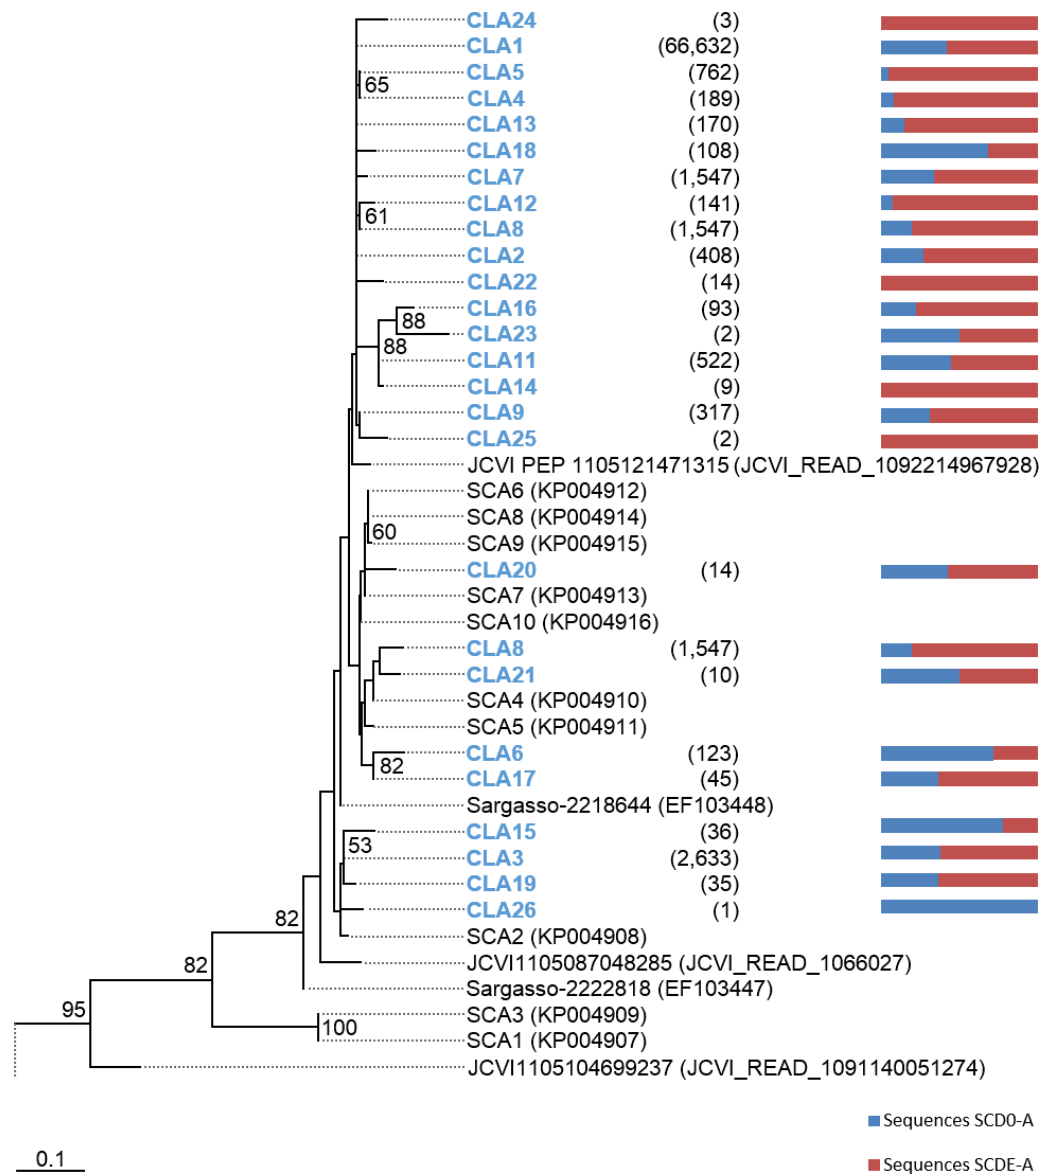 CLA24 (3)
CLA1 (66,632)
CLA5 (762)
65
CLA4 (189)
CLA13 (170)
CLA18 (108)
CLA7 (1,547)
CLA12 (141)
61
CLA8 (1,547)
CLA2 (408)
CLA22 (14)
CLA16 (93)
88
CLA23 (2)
88
CLA11 (522)
CLA14 (9)
CLA9 (317)
CLA25 (2)
JCVI PEP 1105121471315 (JCVI_READ_1092214967928)
SCA6 (KP004912)
SCA8 (KP004914)
60
SCA9 (KP004915)
CLA20 (14)
SCA7 (KP004913)
SCA10 (KP004916)
CLA8 (1,547)
CLA21 (10)
SCA4 (KP004910)
SCA5 (KP004911)
CLA6 (123)
82
CLA17 (45)
Sargasso-2218644 (EF103448)
CLA15 (36)
53
CLA3 (2,633)
CLA19 (35)
CLA26 (1)
82
SCA2 (KP004908)
JCVI1105087048285 (JCVI_READ_1066027)
82
Sargasso-2222818 (EF103447)
95
SCA3 (KP004909)
100
SCA1 (KP004907)
JCVI1105104699237 (JCVI_READ_1091140051274)
Sequences SCD0-A
0.1
Sequences SCDE-A